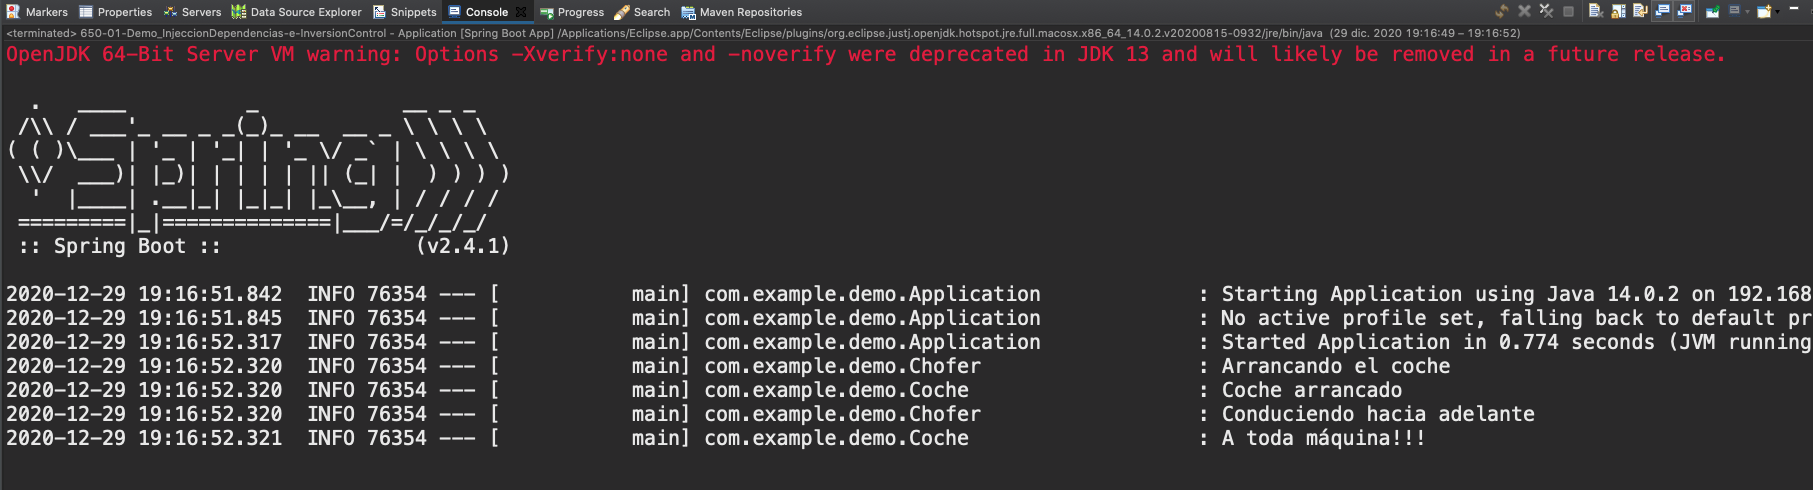 Markers Properties Servers Data Source Explorer Snippets Console Progress Search Maven Repositories
<terminated> 650-01-Demo_InjeccionDependencias-e-InversionControl - Application [Spring Boot App] /Applications/Eclipse.app/Contents/Eclipse/plugins/org.eclipse.justj.openjdk.hotspot.jre.full.macosx.x86_64_14.0.2.v20200815-0932/jre/bin/java (29 dic. 2020 19:16:49 – 19:16:52)
OpenJDK 64-Bit Server VM warning: Options -Xverify:none and -noverify were deprecated in JDK 13 and will likely be removed in a future release.
  .   ____          _            __ _ _
 /\\ / ___'_ __ _ _(_)_ __  __ _ \ \ \ \
( ( )\___ | '_ | '_| | '_ \/ _` | \ \ \ \
 \\/  ___)| |_)| | | | | || (_| |  ) ) ) )
  '  |____| .__|_| |_|_| |_\__, | / / / /
 =========|_|==============|___/=/_/_/_/
 :: Spring Boot ::                (v2.4.1)
2020-12-29 19:16:51.842  INFO 76354 --- [           main] com.example.demo.Application             : Starting Application using Java 14.0.2 on 192.168
2020-12-29 19:16:51.845  INFO 76354 --- [           main] com.example.demo.Application             : No active profile set, falling back to default pr
2020-12-29 19:16:52.317  INFO 76354 --- [           main] com.example.demo.Application             : Started Application in 0.774 seconds (JVM running
2020-12-29 19:16:52.320  INFO 76354 --- [           main] com.example.demo.Chofer                  : Arrancando el coche
2020-12-29 19:16:52.320  INFO 76354 --- [           main] com.example.demo.Coche                   : Coche arrancado
2020-12-29 19:16:52.320  INFO 76354 --- [           main] com.example.demo.Chofer                  : Conduciendo hacia adelante
2020-12-29 19:16:52.321  INFO 76354 --- [           main] com.example.demo.Coche                   : A toda máquina!!!